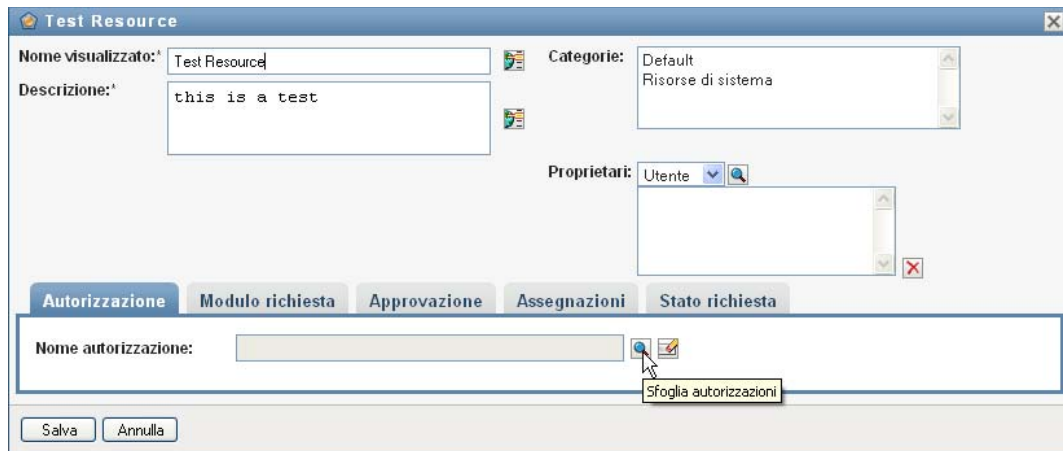 Test Resource
Nome visualizzato:*
Test Resource
Categorie:
Default
Risorse di sistema
Descrizione:*
this is a test
Proprietari:
Utente
Autorizzazione
Modulo richiesta
Approvazione
Assegnazioni
Stato richiesta
Nome autorizzazione:
Sfoglia autorizzazioni
Salva
Annulla